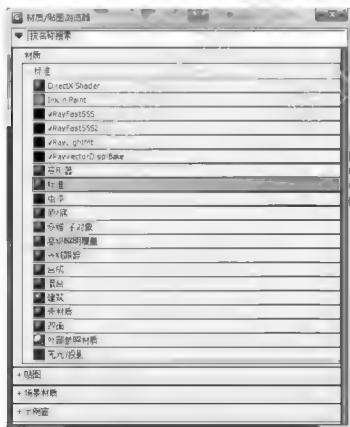 材质/贴图浏览器
按名称搜索
材质
标准
DirectX Shader
Ink 'n Paint
VRayFastSSS
VRayFastSSS2
VRayLightMtl
VRayVectorDisplBake
标准
虫漆
顶/底
多维/子对象
高级照明覆盖
光线跟踪
合成
混合
建筑
壳材质
双面
外部参照材质
无光/投影
+ 贴图
+ 场景材质
+ 示例窗